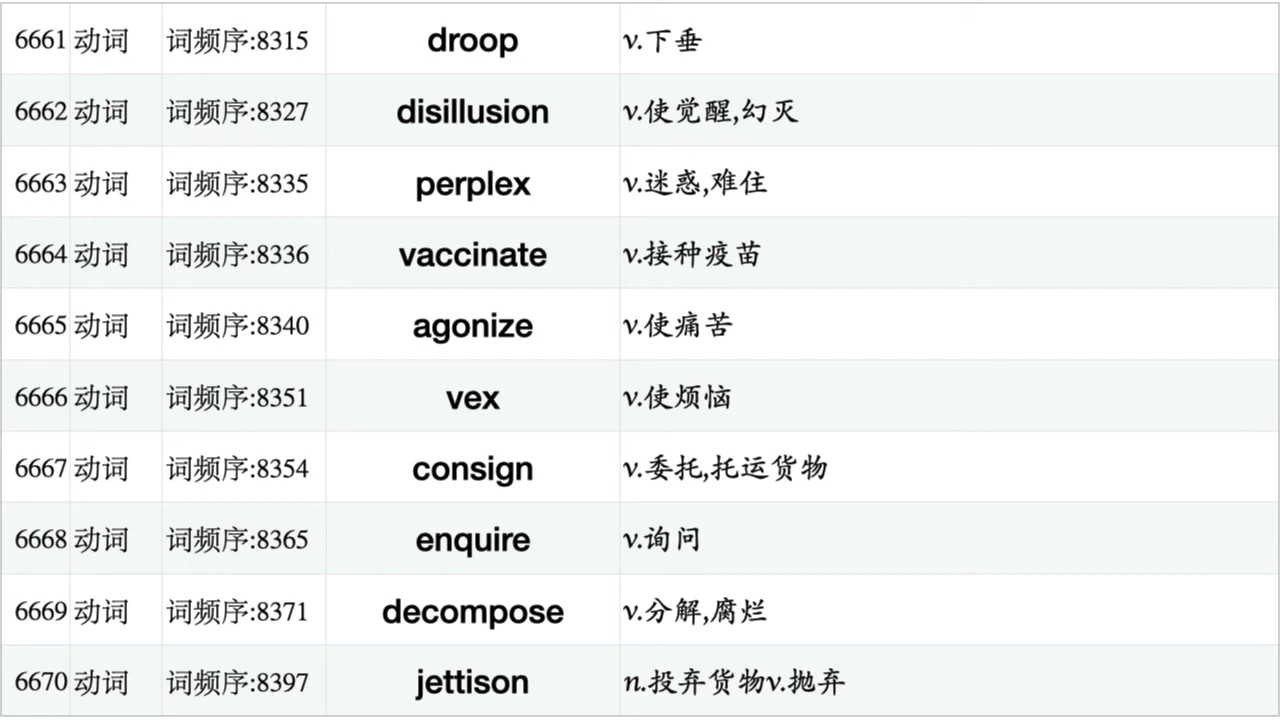 6661 动词 词频序:8315 droop v.下垂
6662 动词 词频序:8327 disillusion v.使觉醒,幻灭
6663 动词 词频序:8335 perplex v.迷惑,难住
6664 动词 词频序:8336 vaccinate v.接种疫苗
6665 动词 词频序:8340 agonize v.使痛苦
6666 动词 词频序:8351 vex v.使烦恼
6667 动词 词频序:8354 consign v.委托,托运货物
6668 动词 词频序:8365 enquire v.询问
6669 动词 词频序:8371 decompose v.分解,腐烂
6670 动词 词频序:8397 jettison n.投弃货物v.抛弃